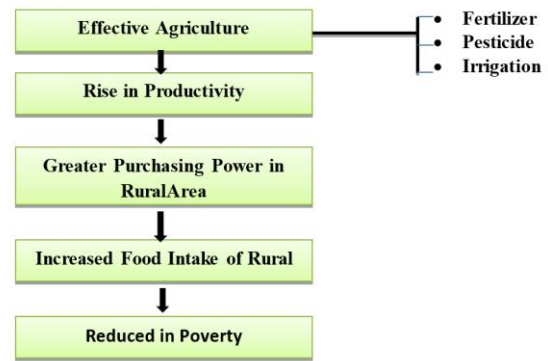 Effective Agriculture
• Fertilizer
• Pesticide
• Irrigation
Rise in Productivity
Greater Purchasing Power in
RuralArea
Increased Food Intake of Rural
Reduced in Poverty